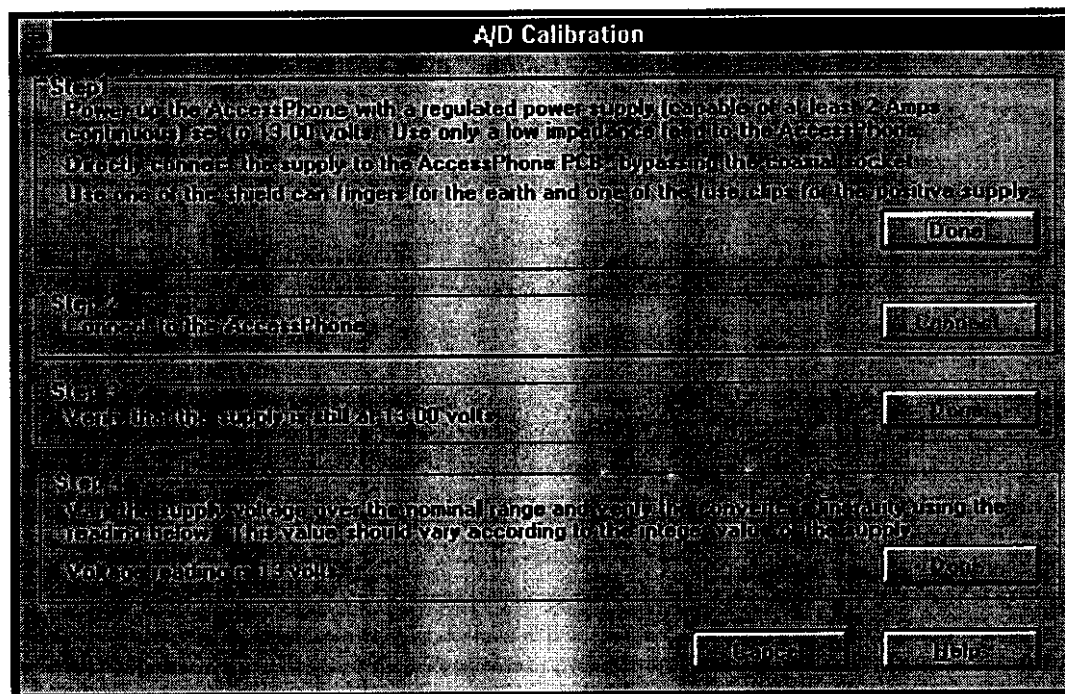 A/D Calibration
Step 1
Power up the AccessPhone with a regulated power supply (capable of at least 2 Amps
continuous) set to 13.00 volts. Use only a low impedance lead to the AccessPhone.
Directly connect the supply to the AccessPhone PCB, bypassing the coaxial socket.
Use one of the shield can fingers for the earth and one of the fuse clips for the positive supply.
Done
Step 2
Connect to the AccessPhone
Connect
Step 3
Verify that the supply is still at 13.00 volts
Done
Step 4
Vary the supply voltage over the nominal range and verify the converter's linearity using the
reading below. This value should vary according to the integer value of the supply.
Voltage reading is 13 volts
Done
Cancel
Help